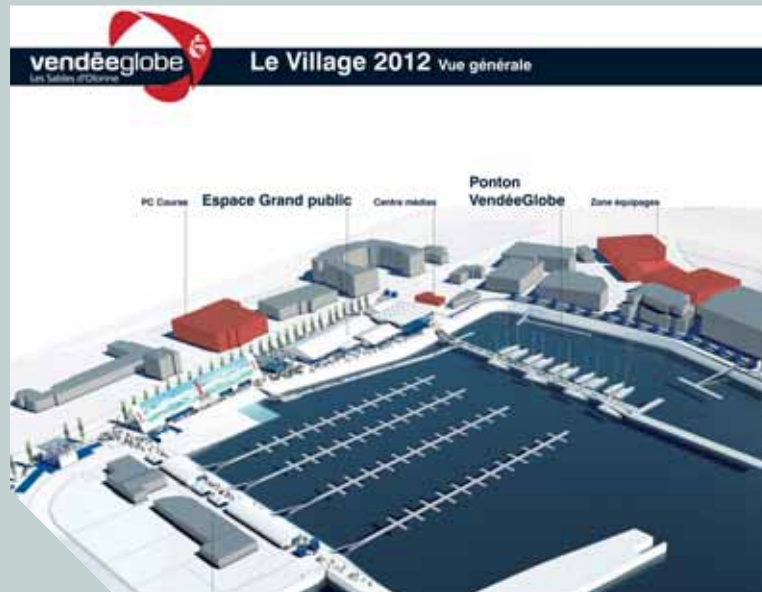 vendéeglobe
Les Sables d'Olonne
Le Village 2012 Vue générale
PC Course
Espace Grand public
Centre médias
Ponton
VendéeGlobe
Zone équipages